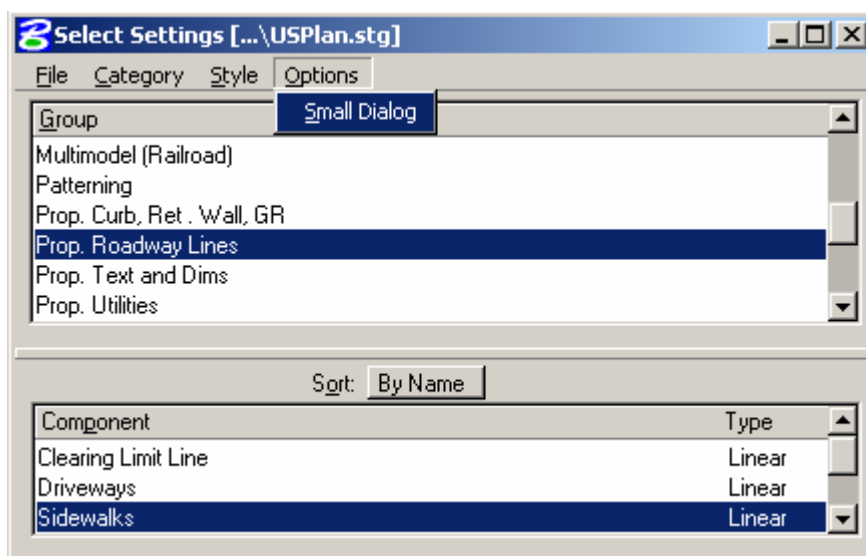 Select Settings [...\USPlan.stg]
File Category Style Options
Small Dialog
Group
Multimodel (Railroad)
Patterning
Prop. Curb, Ret . Wall, GR
Prop. Roadway Lines
Prop. Text and Dims
Prop. Utilities
Sort: By Name
Component Type
Clearing Limit Line Linear
Driveways Linear
Sidewalks Linear